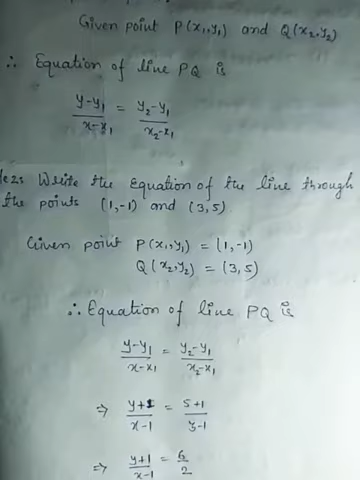 Given point P(x₁,y₁) and Q(x₂,y₂)
∴ Equation of line PQ is
y-y₁/x-x₁ = y₂-y₁/x₂-x₁
Write the Equation of the line through
the points (1,-1) and (3,5)
Given point P(x₁,y₁) = (1,-1)
Q(x₂,y₂) = (3,5)
∴ Equation of line PQ is
y-y₁/x-x₁ = y₂-y₁/x₂-x₁
⇒ y+1/x-1 = 5+1/3-1
⇒ y+1/x-1 = 6/2